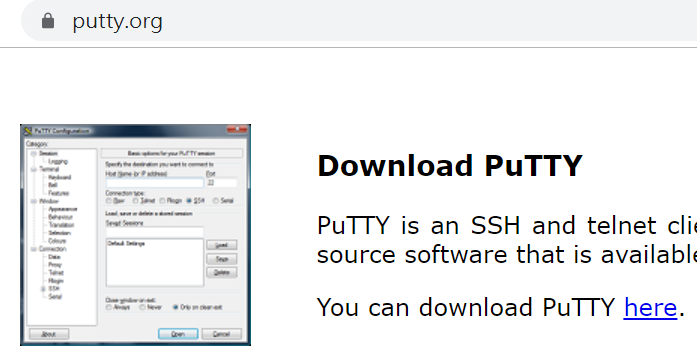 putty.org
PuTTY Configuration
Category:
Session
Logging
Terminal
Keyboard
Bell
Features
Window
Appearance
Behaviour
Translation
Selection
Colours
Connection
Data
Proxy
Telnet
Rlogin
SSH
Serial
Basic options for your PuTTY session
Specify the destination you want to connect to
Host Name (or IP address) Port
22
Connection type:
Raw Telnet Rlogin SSH Serial
Load, save or delete a stored session
Saved Sessions
Default Settings
Load
Save
Delete
Close window on exit:
Always Never Only on clean exit
About Open Cancel
Download PuTTY
PuTTY is an SSH and telnet clie
source software that is available
You can download PuTTY here.